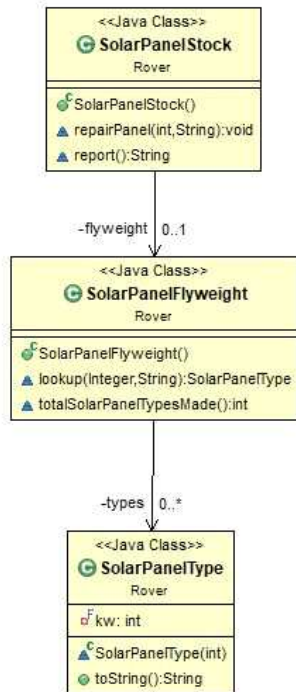 <<Java Class>>
SolarPanelStock
Rover
SolarPanelStock()
repairPanel(int,String):void
report():String
-flyweight 0..1
<<Java Class>>
SolarPanelFlyweight
Rover
SolarPanelFlyweight()
lookup(Integer,String):SolarPanelType
totalSolarPanelTypesMade():int
-types 0..*
<<Java Class>>
SolarPanelType
Rover
kw: int
SolarPanelType(int)
toString():String